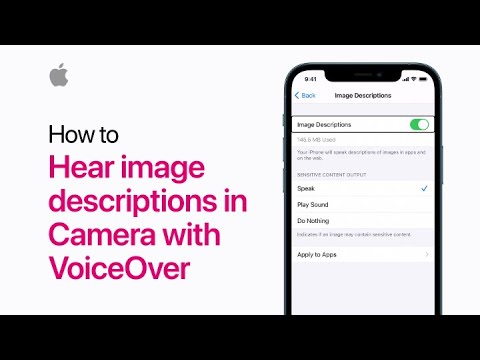 How to
Hear image
descriptions in
Camera with
VoiceOver
9:41
Back
Image Descriptions
Image Descriptions
145.5 MB Used
Your iPhone will speak descriptions of images in apps and
on the web.
SENSITIVE CONTENT OUTPUT
Speak
Play Sound
Do Nothing
Indicates if an image may contain sensitive content.
Apply to Apps